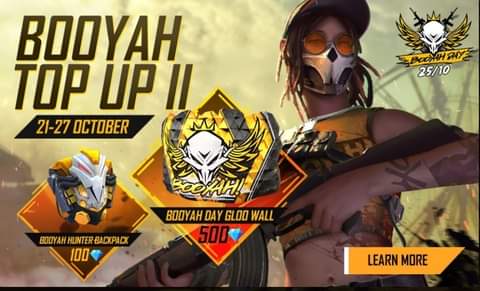 BOOYAH
TOP UP II
21-27 OCTOBER
BOOYAH DAY
25/10
BOOYAH!
BOOYAH HUNTER BACKPACK
100
BOOYAH DAY GLOO WALL
500
LEARN MORE